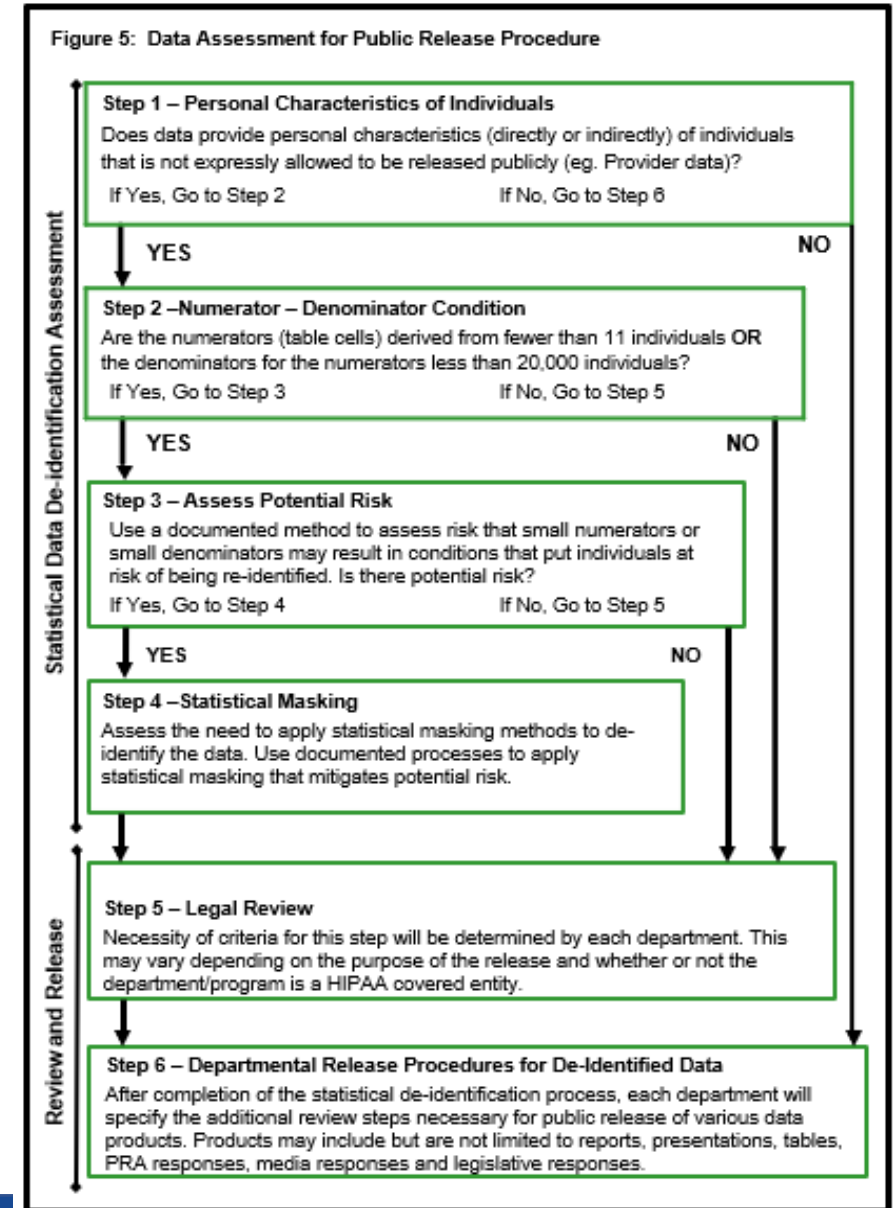 Figure 5: Data Assessment for Public Release Procedure
Statistical Data De-identification Assessment
Step 1 – Personal Characteristics of Individuals
Does data provide personal characteristics (directly or indirectly) of individuals
that is not expressly allowed to be released publicly (eg. Provider data)?
If Yes, Go to Step 2 If No, Go to Step 6
YES NO
Step 2 –Numerator – Denominator Condition
Are the numerators (table cells) derived from fewer than 11 individuals OR
the denominators for the numerators less than 20,000 individuals?
If Yes, Go to Step 3 If No, Go to Step 5
YES NO
Step 3 – Assess Potential Risk
Use a documented method to assess risk that small numerators or
small denominators may result in conditions that put individuals at
risk of being re-identified. Is there potential risk?
If Yes, Go to Step 4 If No, Go to Step 5
YES NO
Step 4 –Statistical Masking
Assess the need to apply statistical masking methods to de-
identify the data. Use documented processes to apply
statistical masking that mitigates potential risk.
Review and Release
Step 5 – Legal Review
Necessity of criteria for this step will be determined by each department. This
may vary depending on the purpose of the release and whether or not the
department/program is a HIPAA covered entity.
Step 6 – Departmental Release Procedures for De-Identified Data
After completion of the statistical de-identification process, each department will
specify the additional review steps necessary for public release of various data
products. Products may include but are not limited to reports, presentations, tables,
PRA responses, media responses and legislative responses.